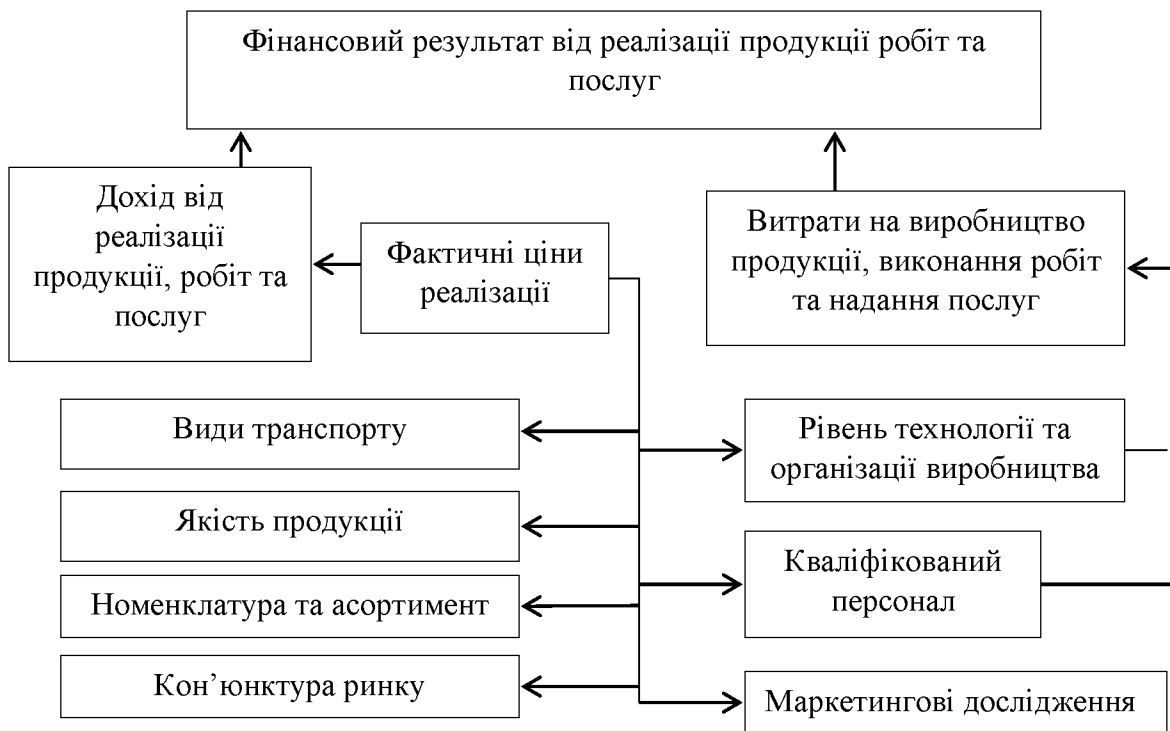 Фінансовий результат від реалізації продукції робіт та
послуг
Дохід від
реалізації
продукції, робіт та
послуг
Фактичні ціни
реалізації
Витрати на виробництво
продукції, виконання робіт
та надання послуг
Види транспорту
Якість продукції
Номенклатура та асортимент
Кон’юнктура ринку
Рівень технології та
організації виробництва
Кваліфікований
персонал
Маркетингові дослідження